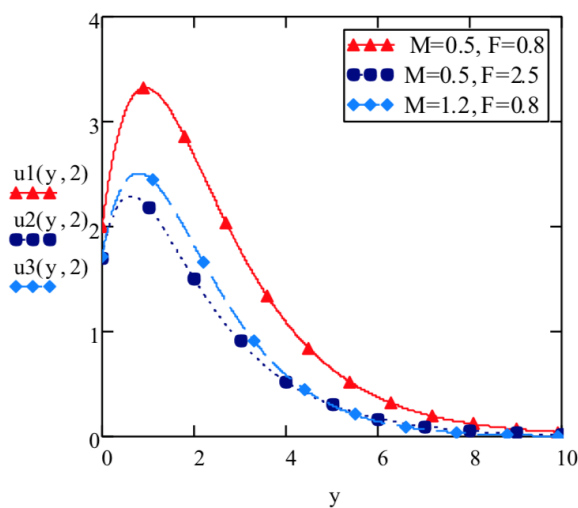 4
M=0.5, F=0.8
M=0.5, F=2.5
M=1.2, F=0.8
3
u1(y, 2)
u2(y, 2)
2
u3(y, 2)
1
0
0 2 4 6 8 10
y